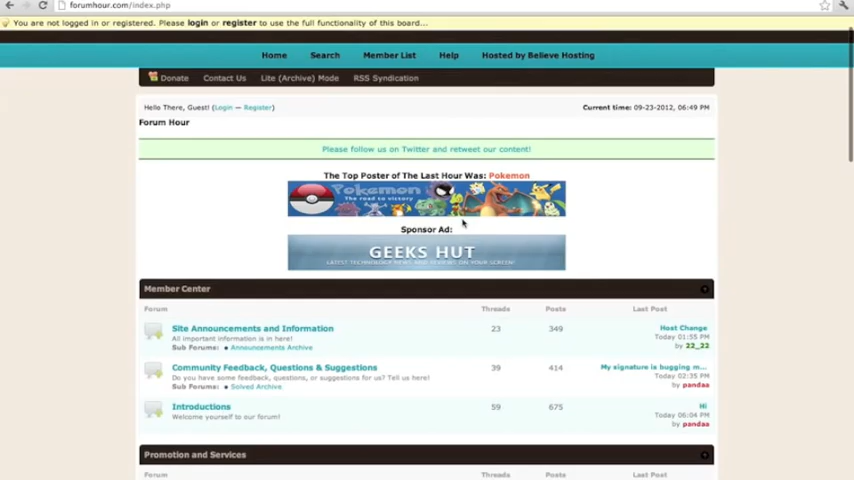 forumhour.com/index.php
You are not logged in or registered. Please login or register to use the full functionality of this board...
Home Search Member List Help Hosted by Believe Hosting
Donate Contact Us Lite (Archive) Mode RSS Syndication
Hello There, Guest! (Login — Register) Current time: 09-23-2012, 06:49 PM
Forum Hour
Please follow us on Twitter and retweet our content!
The Top Poster of The Last Hour Was: Pokemon
Pokemon
The road to victory
Sponsor Ad:
GEEKS HUT
LATEST TECHNOLOGY NEWS AND REVIEWS ON YOUR SCREEN!
Member Center
Forum Threads Posts Last Post
Site Announcements and Information 23 349 Host Change
All important information is in here! Today 01:55 PM
Sub Forums: Announcements Archive by 22_22
Community Feedback, Questions & Suggestions 39 414 My signature is bugging m...
Do you have some feedback, questions, or suggestions for us? Tell us here! Today 02:35 PM
Sub Forums: Solved Archive by pandaa
Introductions 59 675 Hi
Welcome yourself to our forum! Today 06:04 PM
by pandaa
Promotion and Services
Forum Threads Posts Last Post